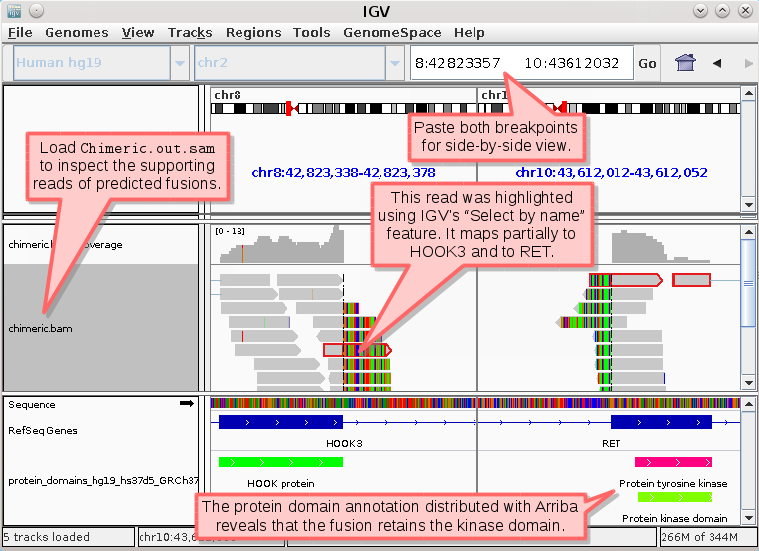 IGV
File Genomes View Tracks Regions Tools GenomeSpace Help
Human hg19 chr2 8:42823357 10:43612032 Go
chr8 chr1
Paste both breakpoints
for side-by-side view.
Load Chimeric.out.sam
to inspect the supporting
reads of predicted fusions.
chr8:42,823,338-42,823,378 chr10:43,612,012-43,612,052
This read was highlighted
using IGV's “Select by name”
feature. It maps partially to
HOOK3 and to RET.
[0 - 13]
chimeric.b verage
chimeric.bam
Sequence
RefSeq Genes
HOOK3 RET
protein_domains_hg19_hs37d5_GRCh37
HOOK protein Protein tyrosine kinase
The protein domain annotation distributed with Arriba
reveals that the fusion retains the kinase domain.
Protein kinase domain
5 tracks loaded chr10:43, 266M of 344M